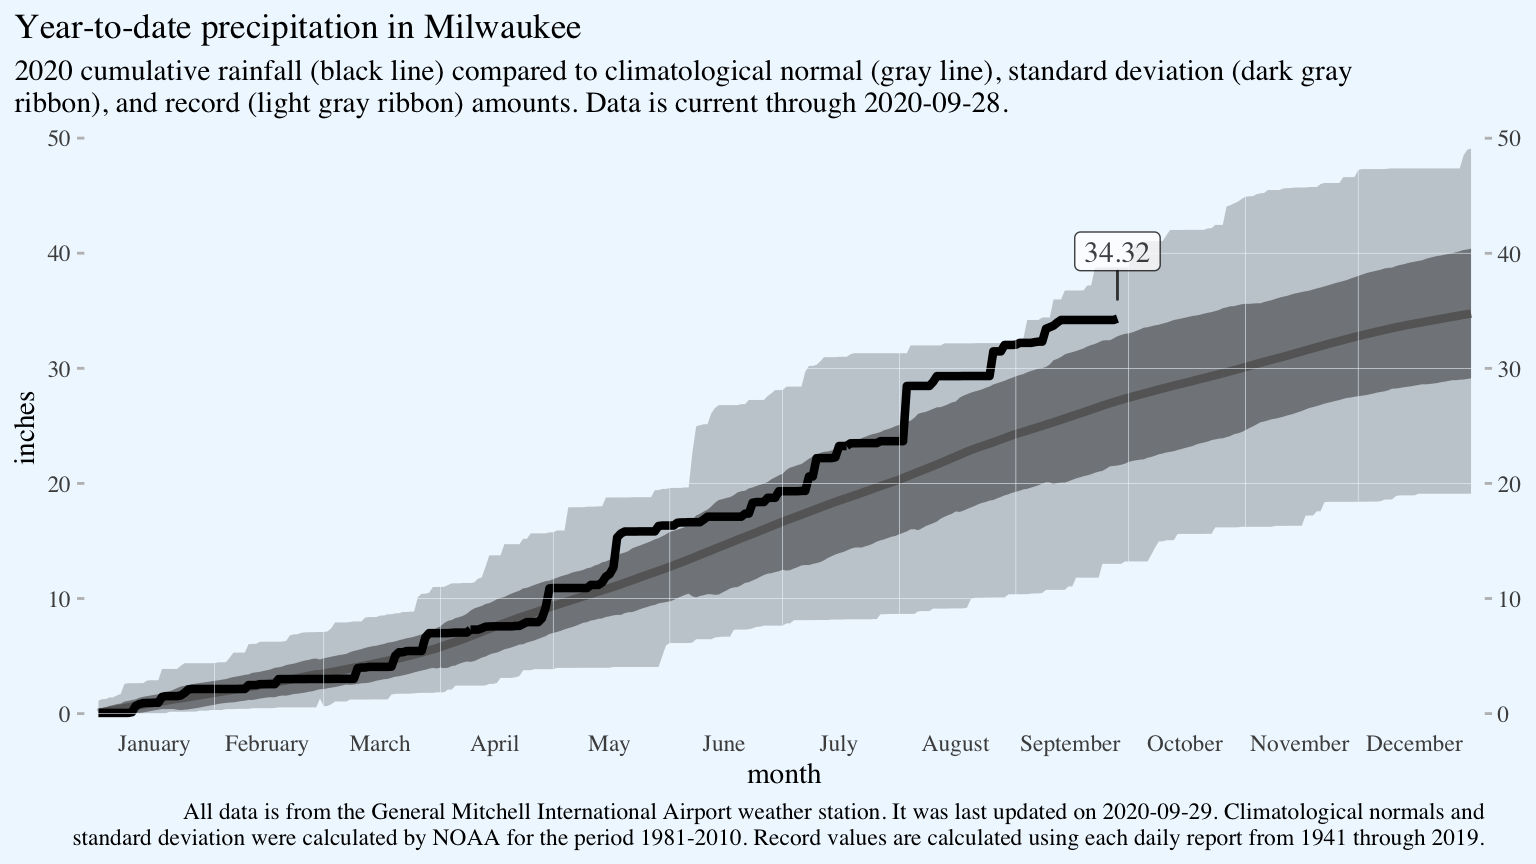 Year-to-date precipitation in Milwaukee
2020 cumulative rainfall (black line) compared to climatological normal (gray line), standard deviation (dark gray
ribbon), and record (light gray ribbon) amounts. Data is current through 2020-09-28.
50
50
40
34.32
40
30
30
inches
20
20
10
10
0
0
January February March April May June July August September October November December
month
All data is from the General Mitchell International Airport weather station. It was last updated on 2020-09-29. Climatological normals and
standard deviation were calculated by NOAA for the period 1981-2010. Record values are calculated using each daily report from 1941 through 2019.